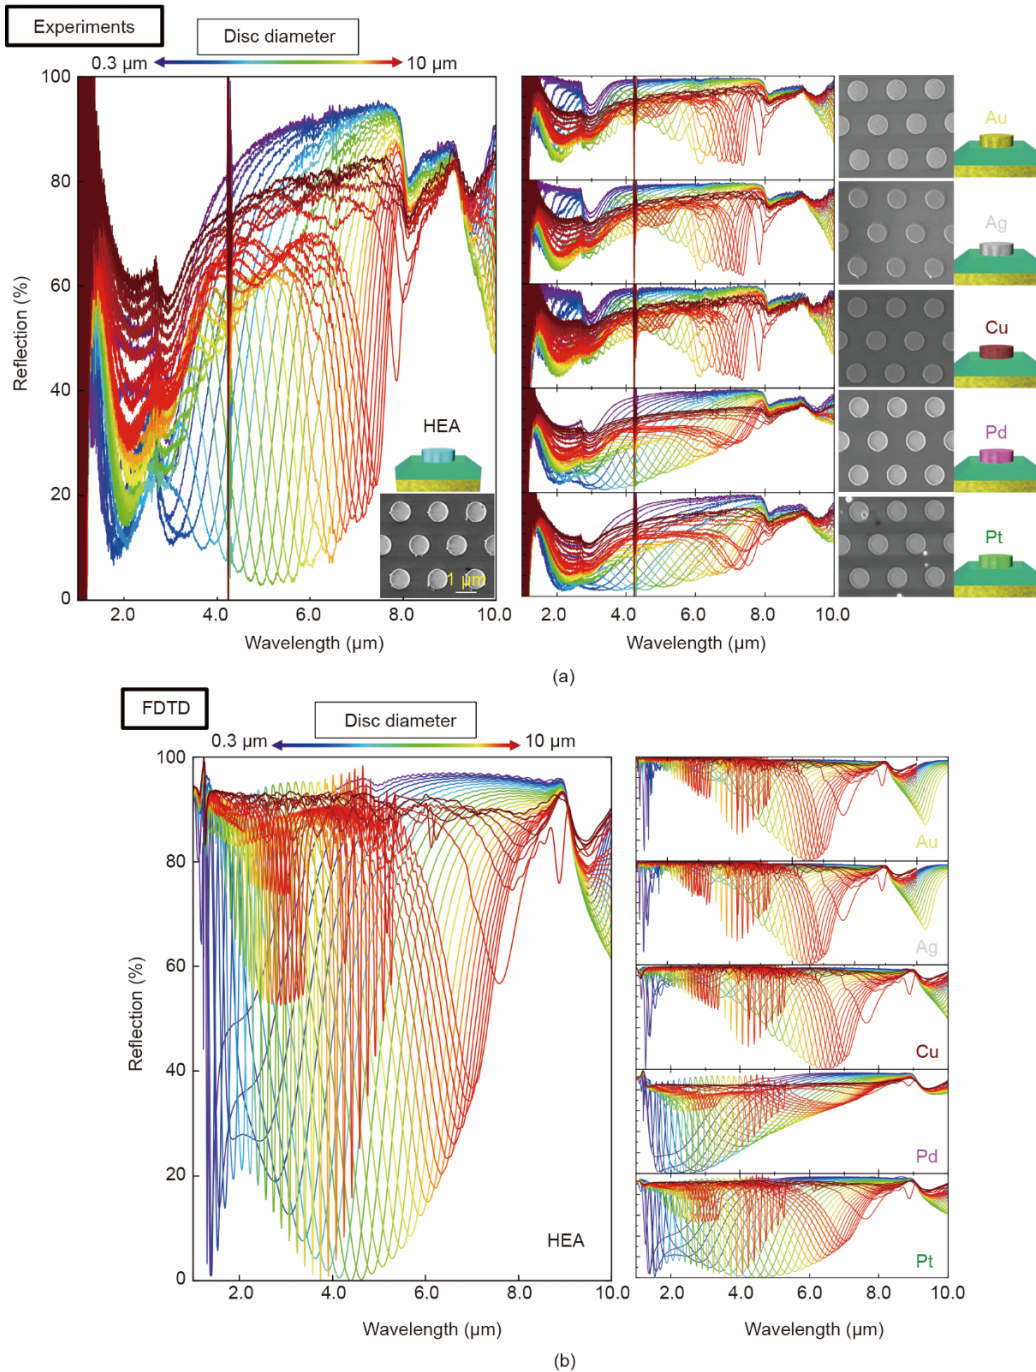 Experiments
Disc diameter
0.3 µm
10 µm
100
80
60
40
20
0
Reflection (%)
HEA
1 µm
2.0 4.0 6.0 8.0 10.0
Wavelength (µm)
Au
Ag
Cu
Pd
Pt
2.0 4.0 6.0 8.0 10.0
Wavelength (µm)
(a)
FDTD
Disc diameter
0.3 µm
10 µm
100
80
60
40
20
0
Reflection (%)
HEA
2.0 4.0 6.0 8.0 10.0
Wavelength (µm)
Au
Ag
Cu
Pd
Pt
2.0 4.0 6.0 8.0 10.0
Wavelength (µm)
(b)